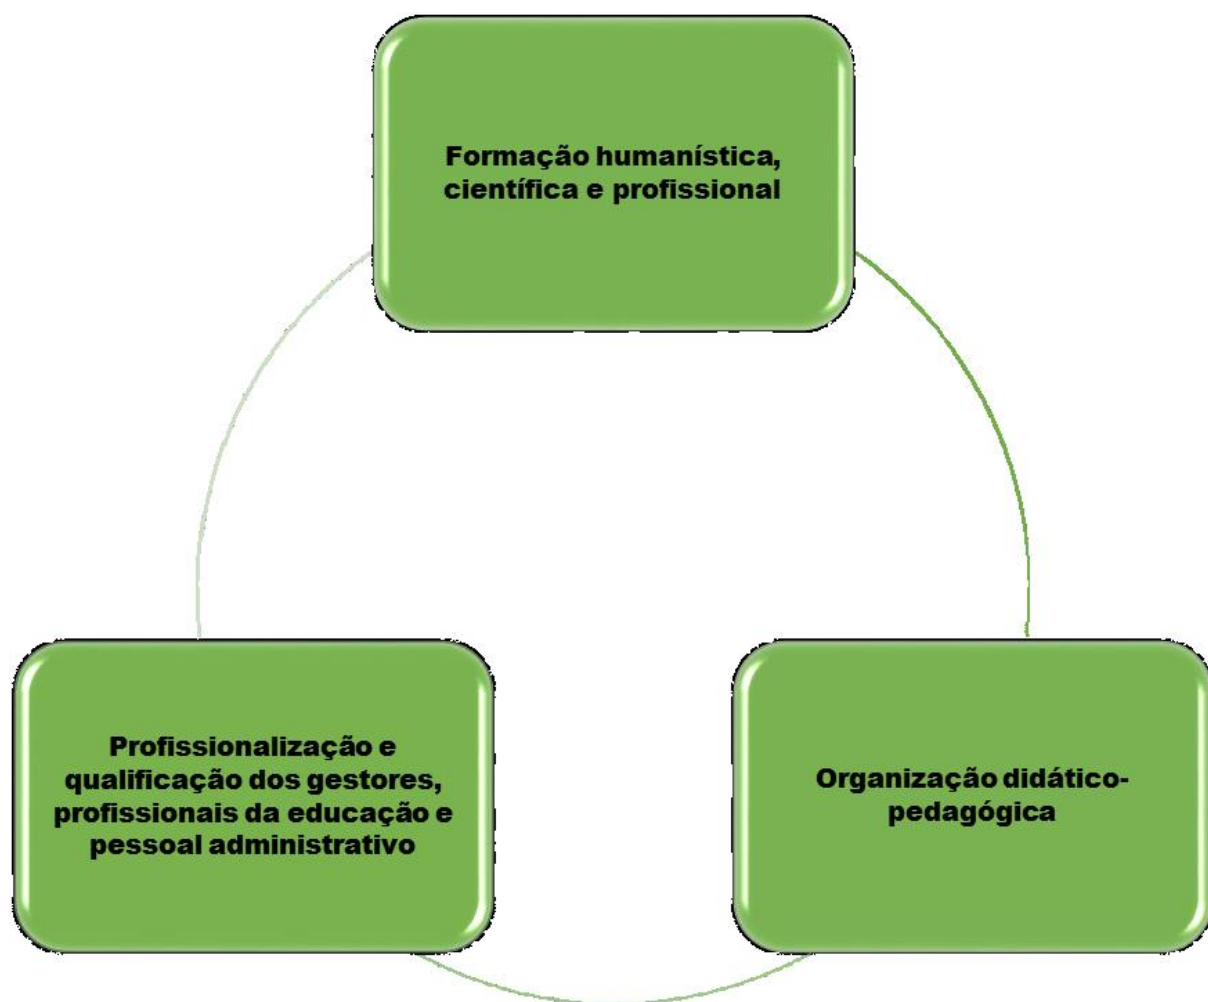 Formação humanística,
científica e profissional
Profissionalização e
qualificação dos gestores,
profissionais da educação e
pessoal administrativo
Organização didático-
pedagógica